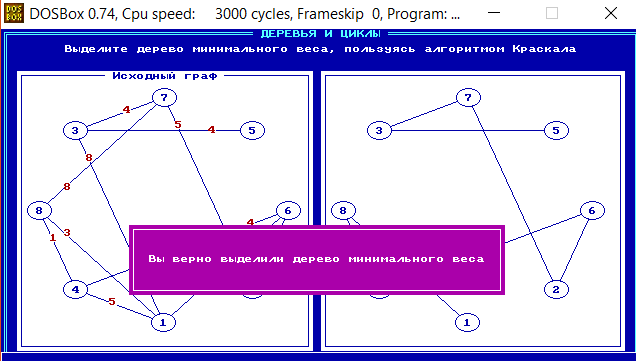 DOSBox 0.74, Cpu speed: 3000 cycles, Frameskip 0, Program: ...
ДЕРЕВЬЯ И ЦИКЛЫ
Выделите дерево минимального веса, пользуясь алгоритмом Краскала
Исходный граф
7 7
4
3 5 4 5 3 5
8
8
8 4 6 8 6
1 3
Вы верно выделили дерево минимального веса
4 2
5
1 1